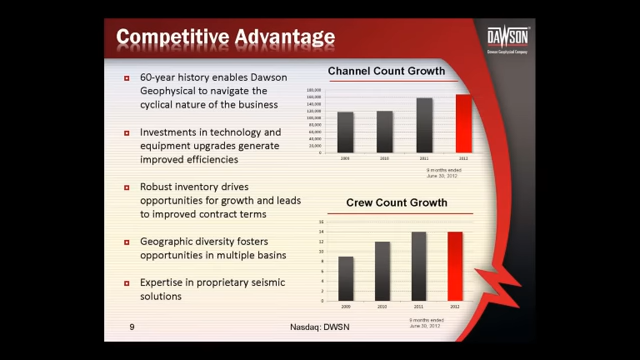 Competitive Advantage
DAWSON
Dawson Geophysical Company
60-year history enables Dawson
Geophysical to navigate the
cyclical nature of the business
Investments in technology and
equipment upgrades generate
improved efficiencies
Robust inventory drives
opportunities for growth and leads
to improved contract terms
Geographic diversity fosters
opportunities in multiple basins
Expertise in proprietary seismic
solutions
Channel Count Growth
180,000
160,000
140,000
120,000
100,000
80,000
60,000
40,000
20,000
0
2009 2010 2011 2012
9 months ended
June 30, 2012
Crew Count Growth
16
14
12
10
8
6
4
2
0
2009 2010 2011 2012
9 months ended
June 30, 2012
9
Nasdaq: DWSN